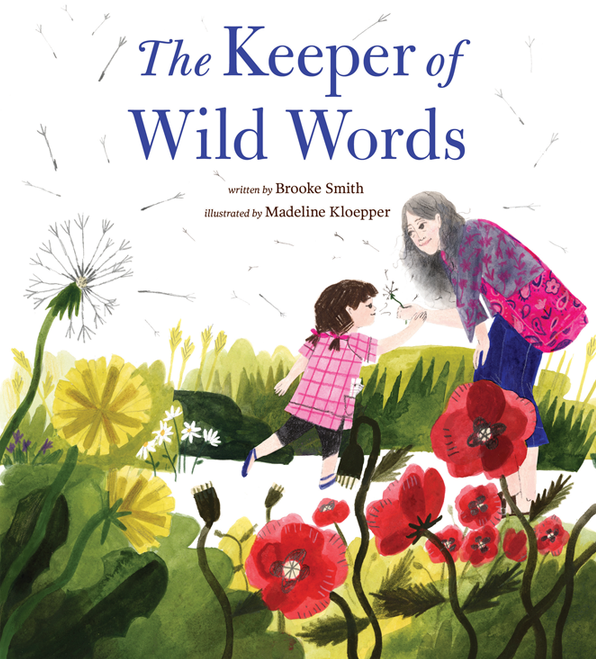 The Keeper of
Wild Words
written by Brooke Smith
illustrated by Madeline Kloepper